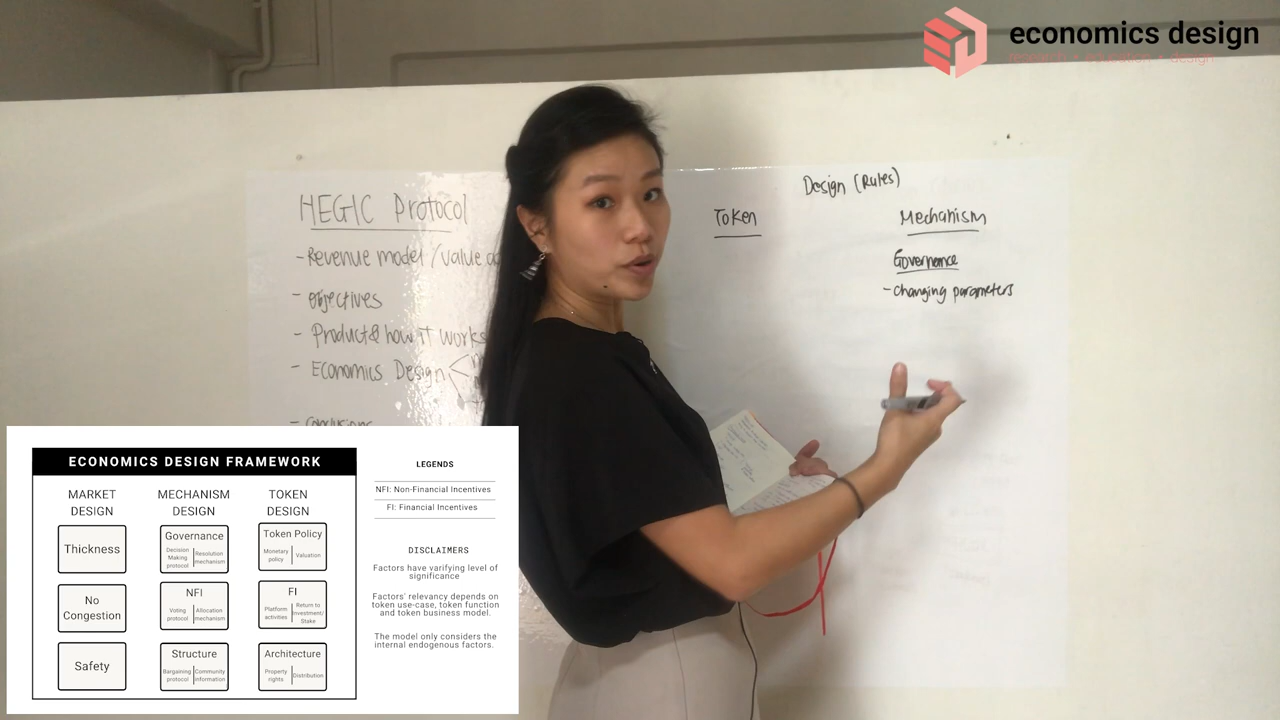 economics design
research • education • design
HEGIC Protocol
- Revenue model / value
- objectives
- Product & how it works
- Economics Design <
- conclusions
Design (Rules)
Token
Mechanism
Governance
- changing parameters
ECONOMICS DESIGN FRAMEWORK
MARKET DESIGN
Thickness
No Congestion
Safety
MECHANISM DESIGN
Governance
Decision Making protocol
Resolution mechanism
NFI
Voting protocol
Allocation mechanism
Structure
Bargaining protocol
Community information
TOKEN DESIGN
Token Policy
Monetary policy
Valuation
FI
Platform activities
Return to Investment/ Stake
Architecture
Property rights
Distribution
LEGENDS
NFI: Non-Financial Incentives
FI: Financial Incentives
DISCLAIMERS
Factors have varifying level of
significance
Factors' relevancy depends on
token use-case, token function
and token business model.
The model only considers the
internal endogenous factors.